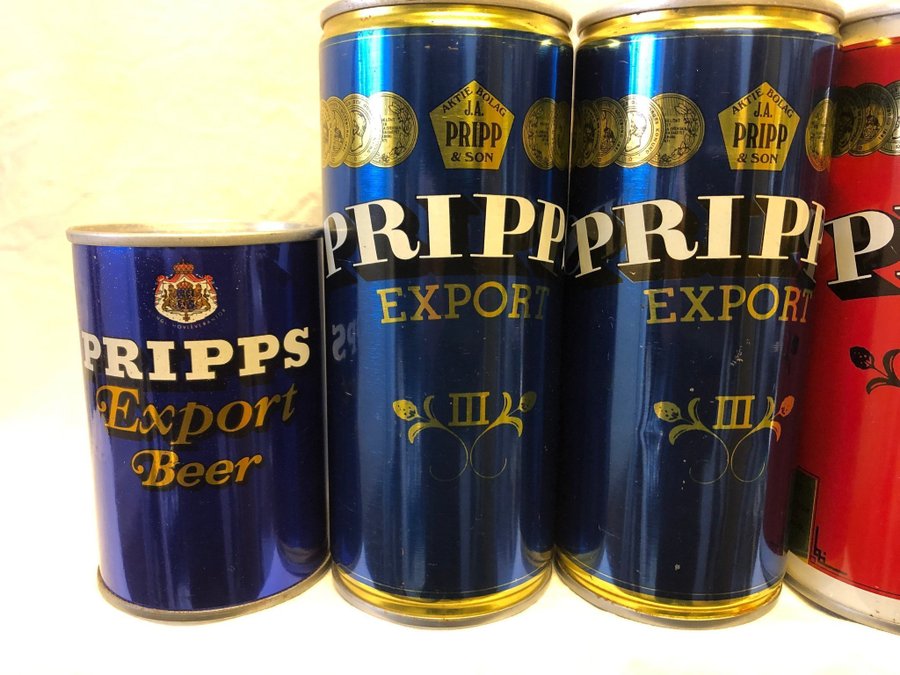 PRIPPS
Export
Beer
AKTIE BOLAG
J.A.
PRIPP
& SON
PRIPP
EXPORT
III
AKTIE BOLAG
J.A.
PRIPP
& SON
PRIPP
EXPORT
III
P